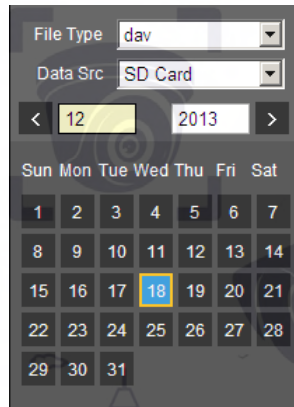 File Type dav
Data Src SD Card
< 12 2013 >
Sun Mon Tue Wed Thu Fri Sat
1 2 3 4 5 6 7
8 9 10 11 12 13 14
15 16 17 18 19 20 21
22 23 24 25 26 27 28
29 30 31